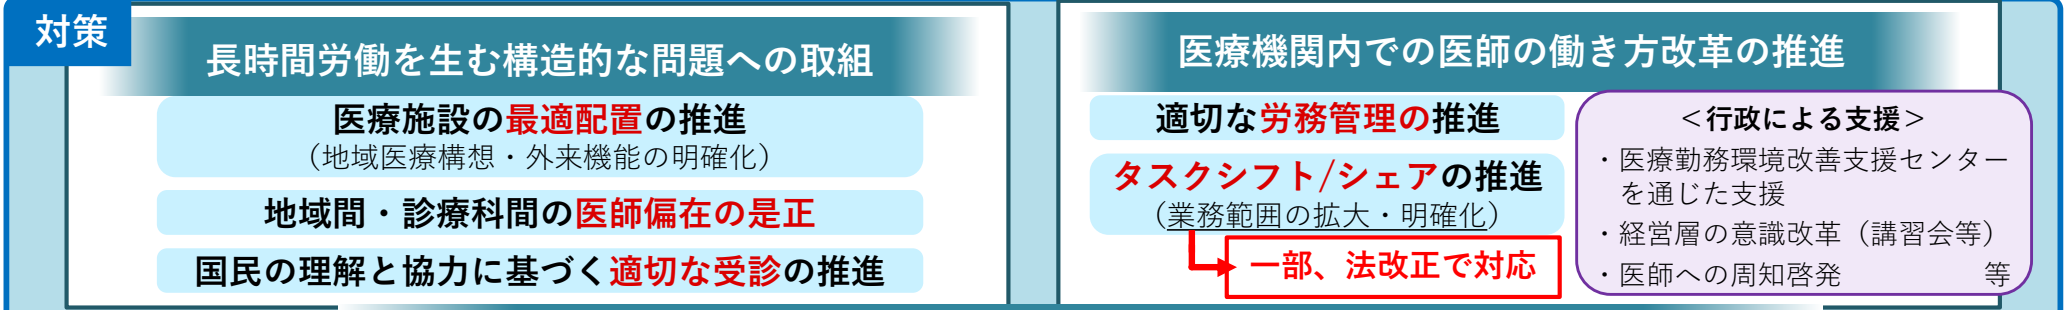 対策
長時間労働を生む構造的な問題への取組
医療施設の最適配置の推進
（地域医療構想・外来機能の明確化）
地域間・診療科間の医師偏在の是正
国民の理解と協力に基づく適切な受診の推進
医療機関内での医師の働き方改革の推進
適切な労務管理の推進
タスクシフト/シェアの推進
（業務範囲の拡大・明確化）
一部、法改正で対応
＜行政による支援＞
・医療勤務環境改善支援センター
を通じた支援
・経営層の意識改革（講習会等）
・医師への周知啓発　　　　　等